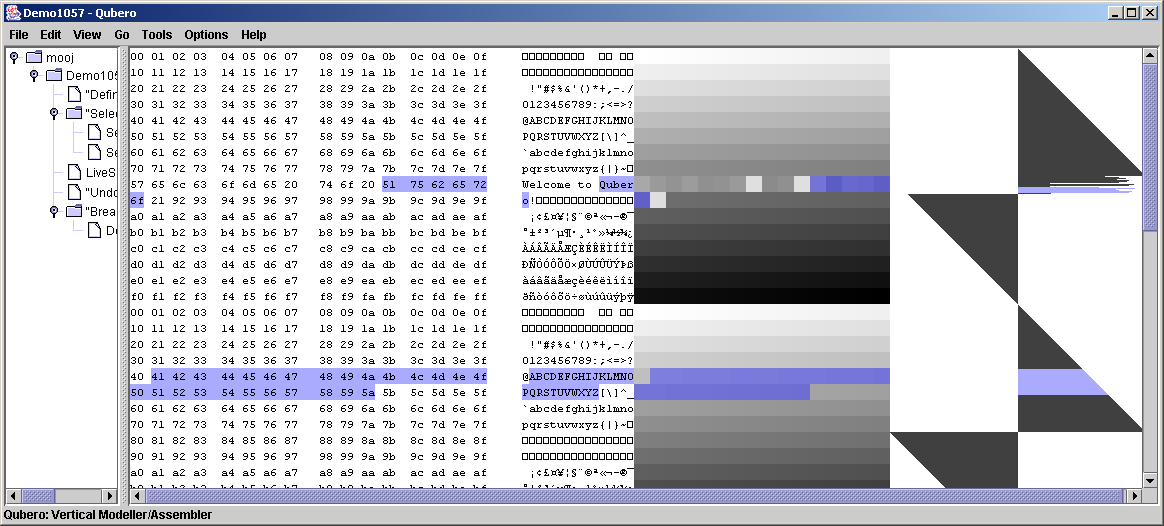 Demo1057 - Qubero
File Edit View Go Tools Options Help
mooj
Demo105
"Defin
"Selec
Se
Se
LiveS
"Undo
"Brea
De
00 01 02 03 04 05 06 07 08 09 0a 0b 0c 0d 0e 0f
10 11 12 13 14 15 16 17 18 19 1a 1b 1c 1d 1e 1f
20 21 22 23 24 25 26 27 28 29 2a 2b 2c 2d 2e 2f !"#$%&'()*+,-./
30 31 32 33 34 35 36 37 38 39 3a 3b 3c 3d 3e 3f 0123456789:;<=>?
40 41 42 43 44 45 46 47 48 49 4a 4b 4c 4d 4e 4f @ABCDEFGHIJKLMNO
50 51 52 53 54 55 56 57 58 59 5a 5b 5c 5d 5e 5f PQRSTUVWXYZ[\]^_
60 61 62 63 64 65 66 67 68 69 6a 6b 6c 6d 6e 6f `abcdefghijklmno
70 71 72 73 74 75 76 77 78 79 7a 7b 7c 7d 7e 7f pqrstuvwxyz{|}~
57 65 6c 63 6f 6d 65 20 74 6f 20 51 75 62 65 72 Welcome to Quber
6f 21 92 93 94 95 96 97 98 99 9a 9b 9c 9d 9e 9f o!
a0 a1 a2 a3 a4 a5 a6 a7 a8 a9 aa ab ac ad ae af ¡¢£¤¥¦§¨©ª«¬-®¯
b0 b1 b2 b3 b4 b5 b6 b7 b8 b9 ba bb bc bd be bf °±²³´µ¶·¸¹º»¼½¾¿
c0 c1 c2 c3 c4 c5 c6 c7 c8 c9 ca cb cc cd ce cf ÀÁÂÃÄÅÆÇÈÉÊËÌÍÎÏ
d0 d1 d2 d3 d4 d5 d6 d7 d8 d9 da db dc dd de df ÐÑÒÓÔÕÖ×ØÙÚÛÜÝÞß
e0 e1 e2 e3 e4 e5 e6 e7 e8 e9 ea eb ec ed ee ef àáâãäåæçèéêëìíîï
f0 f1 f2 f3 f4 f5 f6 f7 f8 f9 fa fb fc fd fe ff ðñòóôõö÷øùúûüýþÿ
00 01 02 03 04 05 06 07 08 09 0a 0b 0c 0d 0e 0f
10 11 12 13 14 15 16 17 18 19 1a 1b 1c 1d 1e 1f
20 21 22 23 24 25 26 27 28 29 2a 2b 2c 2d 2e 2f !"#$%&'()*+,-./
30 31 32 33 34 35 36 37 38 39 3a 3b 3c 3d 3e 3f 0123456789:;<=>?
40 41 42 43 44 45 46 47 48 49 4a 4b 4c 4d 4e 4f @ABCDEFGHIJKLMNO
50 51 52 53 54 55 56 57 58 59 5a 5b 5c 5d 5e 5f PQRSTUVWXYZ[\]^_
60 61 62 63 64 65 66 67 68 69 6a 6b 6c 6d 6e 6f `abcdefghijklmno
70 71 72 73 74 75 76 77 78 79 7a 7b 7c 7d 7e 7f pqrstuvwxyz{|}~
80 81 82 83 84 85 86 87 88 89 8a 8b 8c 8d 8e 8f
90 91 92 93 94 95 96 97 98 99 9a 9b 9c 9d 9e 9f
a0 a1 a2 a3 a4 a5 a6 a7 a8 a9 aa ab ac ad ae af ¡¢£¤¥¦§¨©ª«¬-®¯
Qubero: Vertical Modeller/Assembler